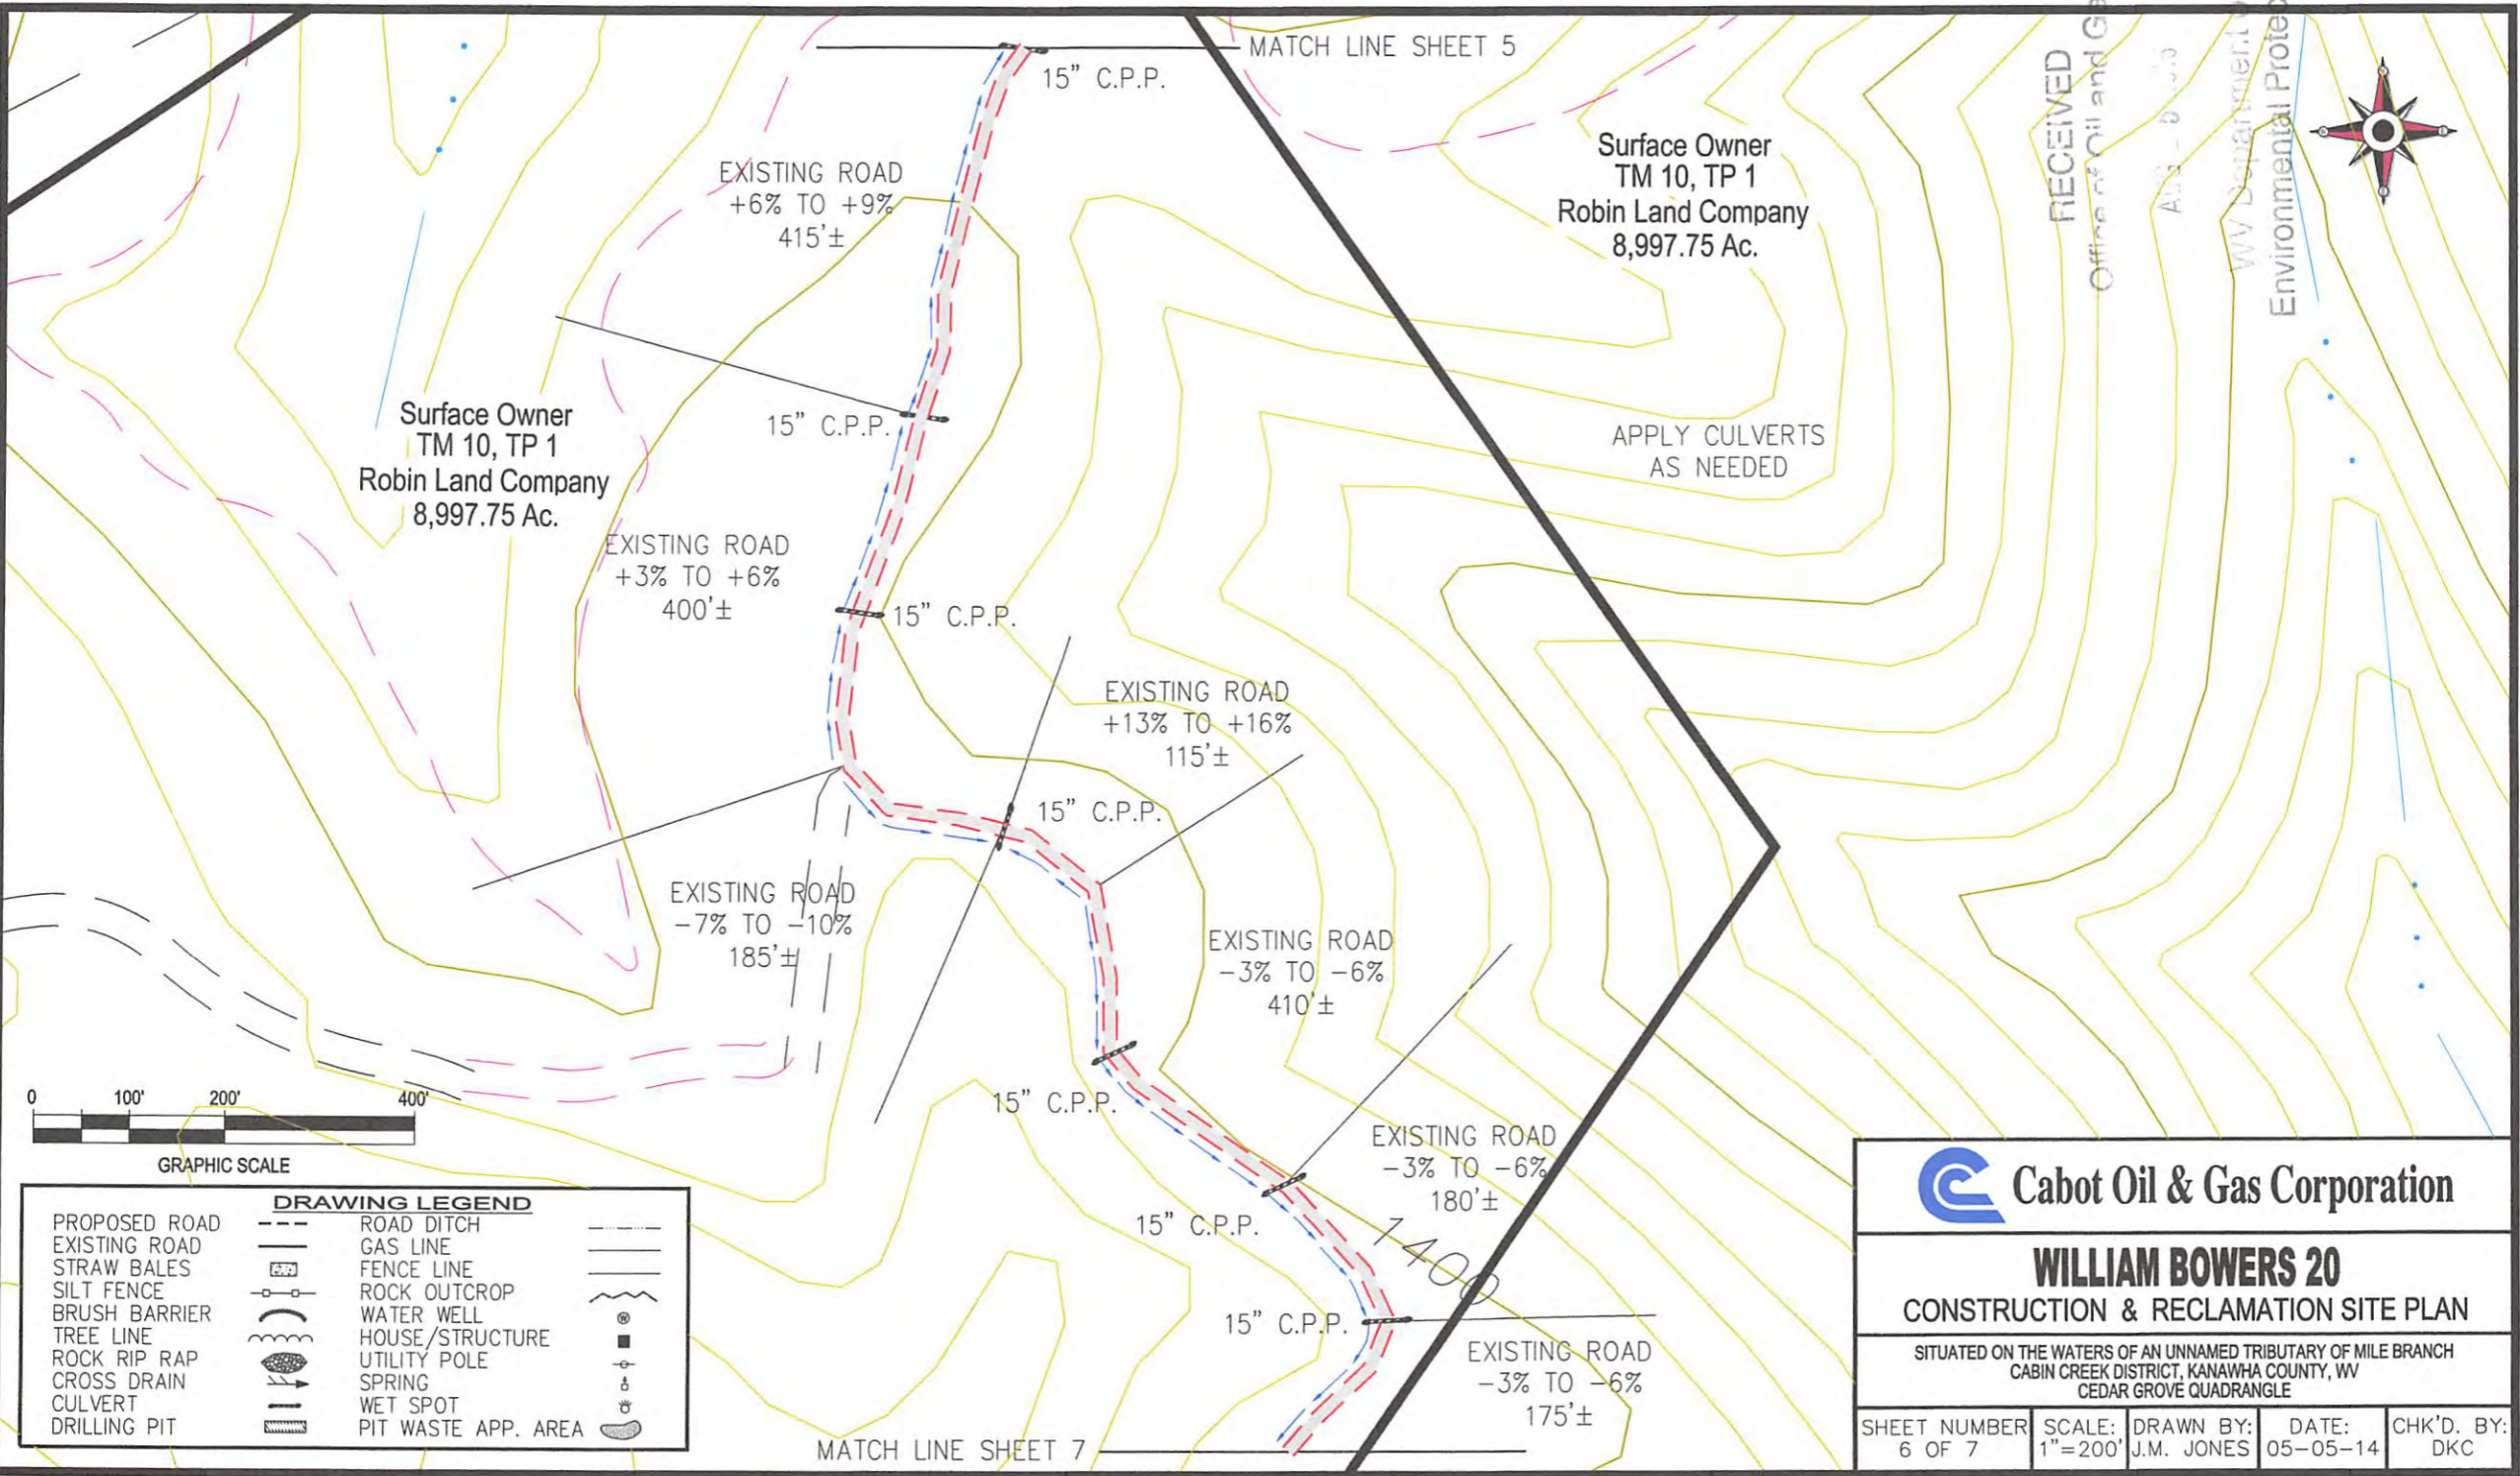 MATCH LINE SHEET 5
15" C.P.P.
EXISTING ROAD
+6% TO +9%
415'±
Surface Owner
TM 10, TP 1
Robin Land Company
8,997.75 Ac.
RECEIVED
Office of Oil and
WV Department
Environmental
Surface Owner
TM 10, TP 1
Robin Land Company
8,997.75 Ac.
15" C.P.P.
APPLY CULVERTS
AS NEEDED
EXISTING ROAD
+3% TO +6%
400'±
15" C.P.P.
EXISTING ROAD
+13% TO +16%
115'±
15" C.P.P.
EXISTING ROAD
-7% TO -10%
185'±
EXISTING ROAD
-3% TO -6%
410'±
15" C.P.P.
EXISTING ROAD
-3% TO -6%
180'±
15" C.P.P.
1400
15" C.P.P.
EXISTING ROAD
-3% TO -6%
175'±
MATCH LINE SHEET 7
0 100' 200' 400'
GRAPHIC SCALE
DRAWING LEGEND
PROPOSED ROAD
EXISTING ROAD
STRAW BALES
SILT FENCE
BRUSH BARRIER
TREE LINE
ROCK RIP RAP
CROSS DRAIN
CULVERT
DRILLING PIT
ROAD DITCH
GAS LINE
FENCE LINE
ROCK OUTCROP
WATER WELL
HOUSE/STRUCTURE
UTILITY POLE
SPRING
WET SPOT
PIT WASTE APP. AREA
Cabot Oil & Gas Corporation
WILLIAM BOWERS 20
CONSTRUCTION & RECLAMATION SITE PLAN
SITUATED ON THE WATERS OF AN UNNAMED TRIBUTARY OF MILE BRANCH
CABIN CREEK DISTRICT, KANAWHA COUNTY, WV
CEDAR GROVE QUADRANGLE
SHEET NUMBER
6 OF 7
SCALE:
1"=200'
DRAWN BY:
J.M. JONES
DATE:
05-05-14
CHK'D. BY:
DKC